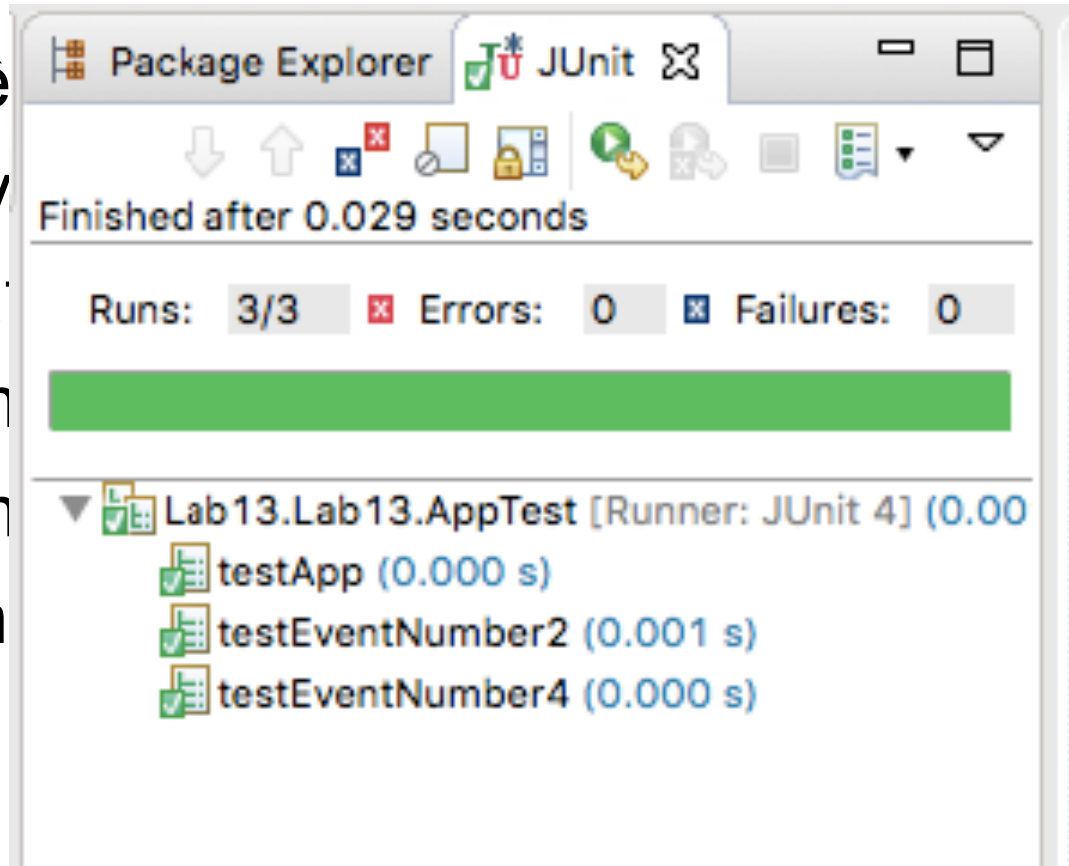 Package Explorer JUnit
Finished after 0.029 seconds
Runs: 3/3 Errors: 0 Failures: 0
Lab13.Lab13.AppTest [Runner: JUnit 4] (0.00
testApp (0.000 s)
testEventNumber2 (0.001 s)
testEventNumber4 (0.000 s)